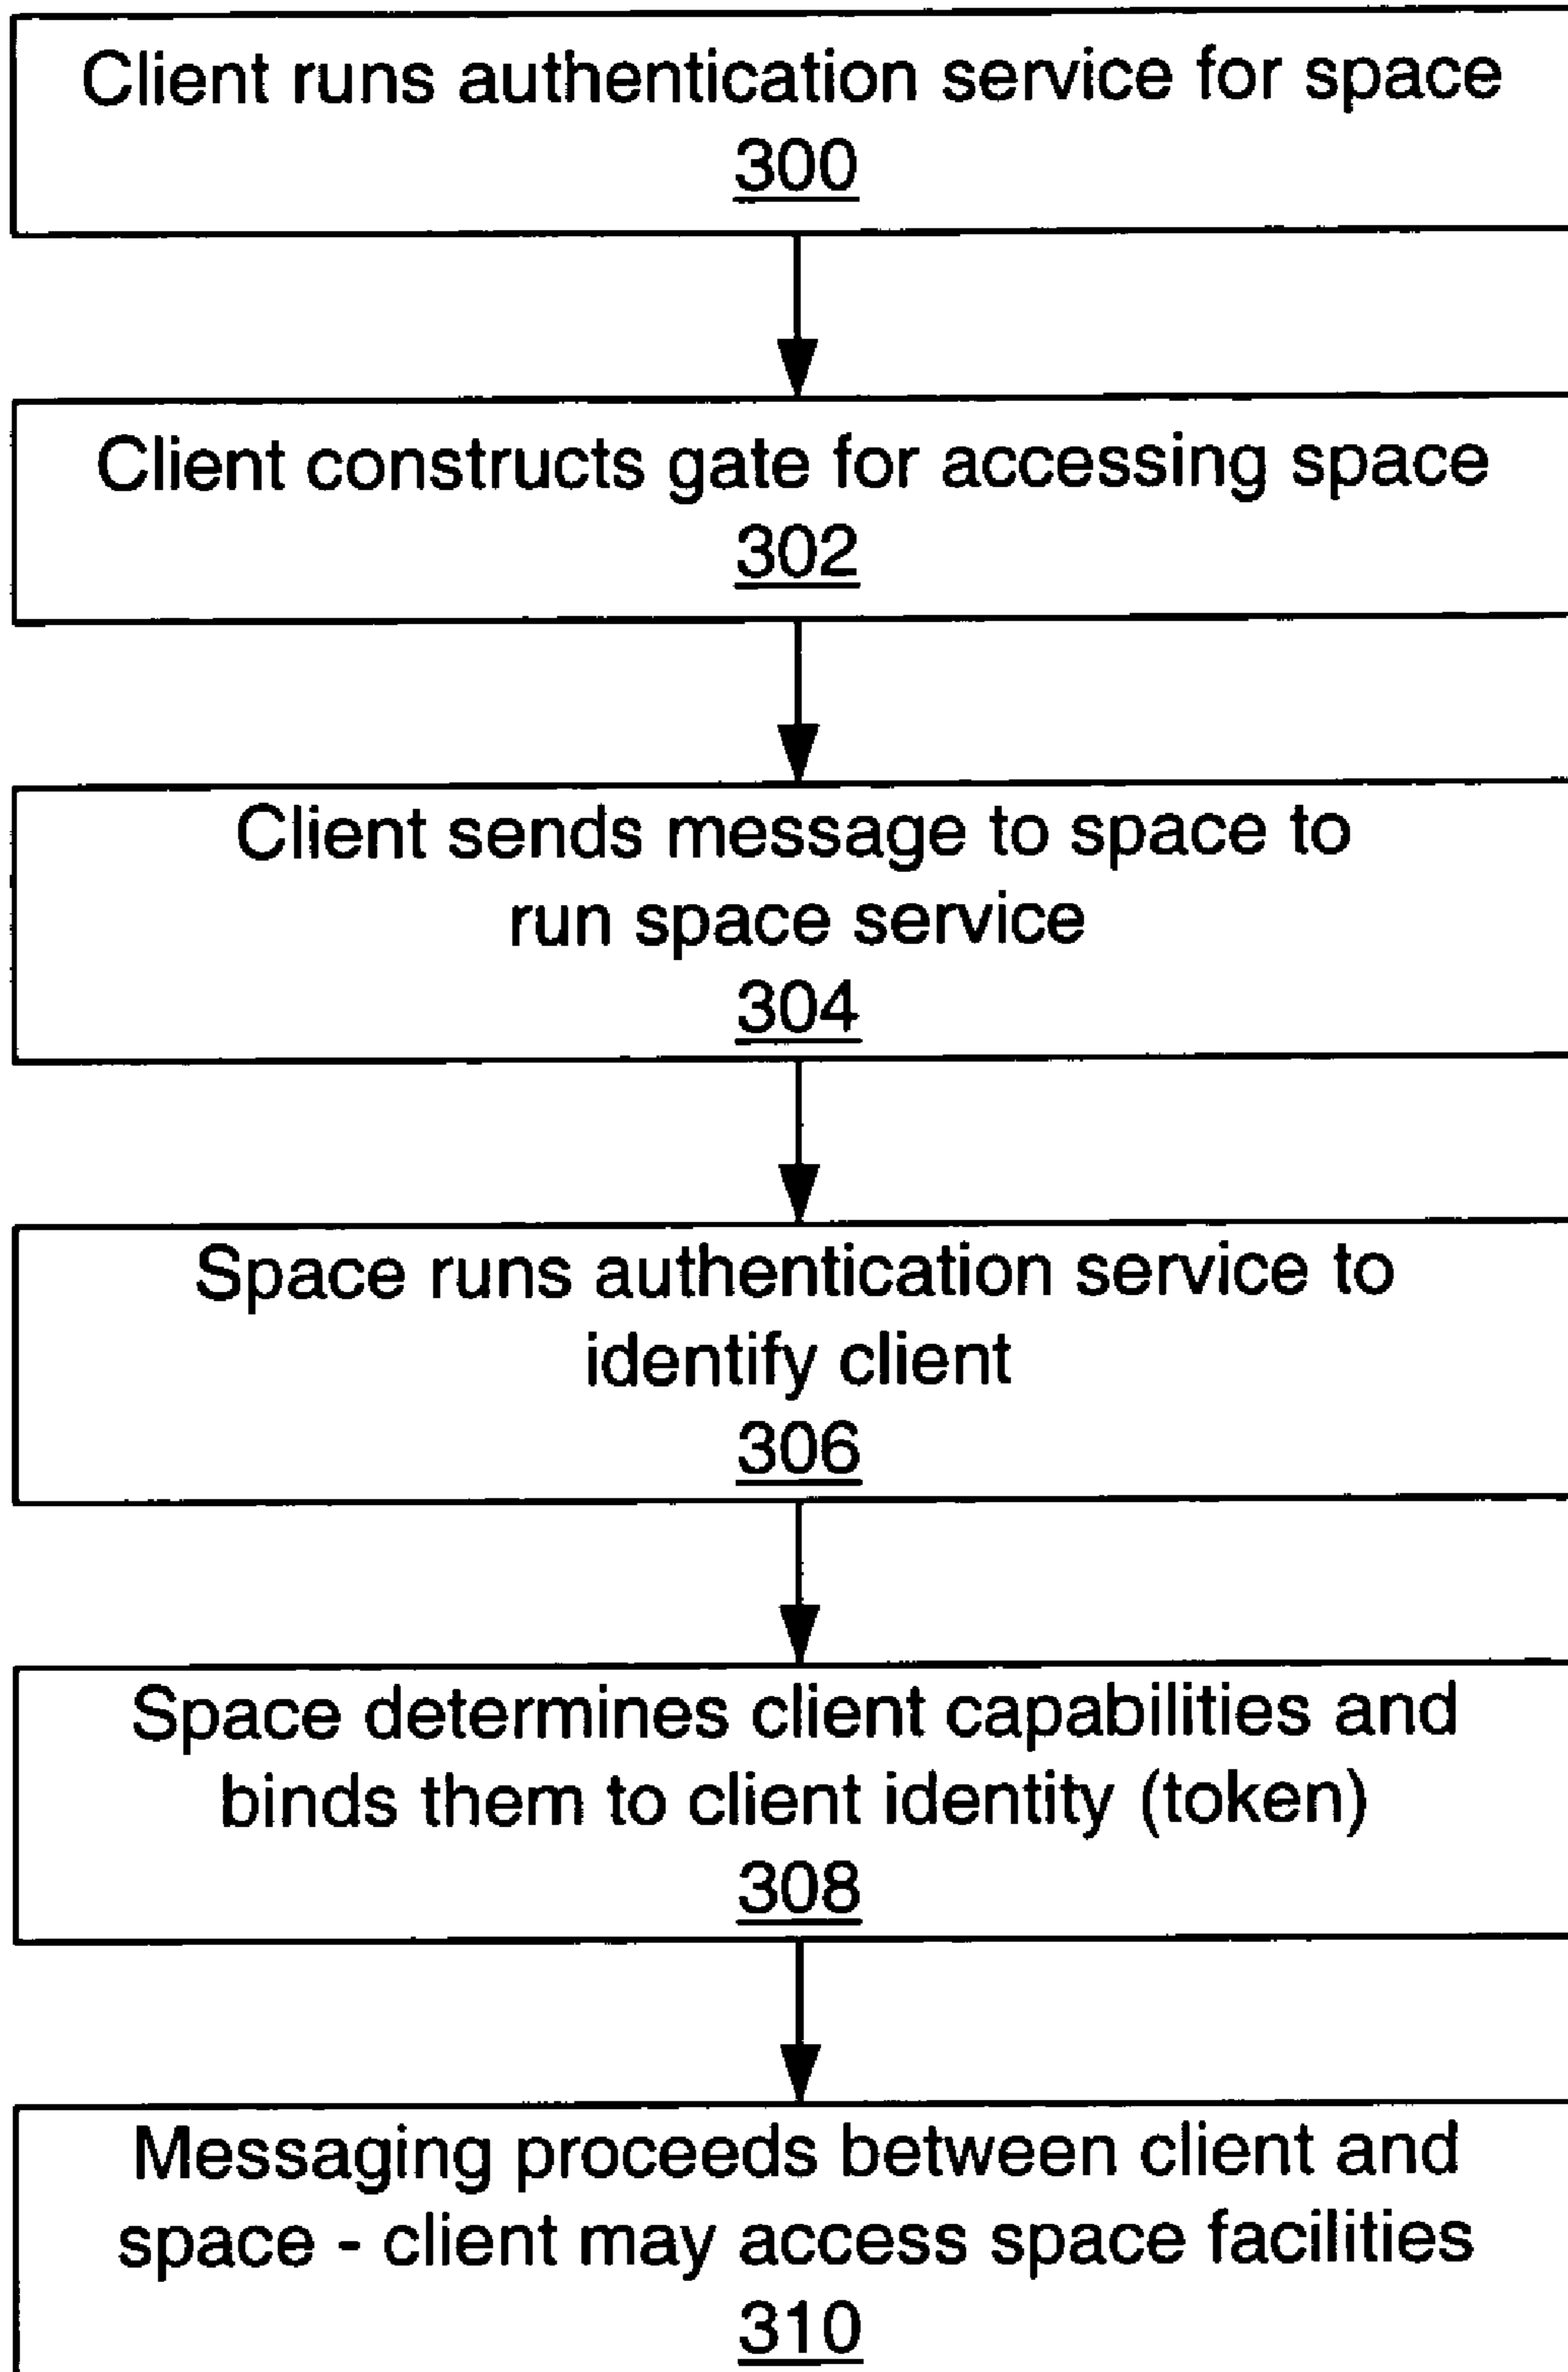 Client runs authentication service for space
300
Client constructs gate for accessing space
302
Client sends message to space to
run space service
304
Space runs authentication service to
identify client
306
Space determines client capabilities and
binds them to client identity (token)
308
Messaging proceeds between client and
space - client may access space facilities
310